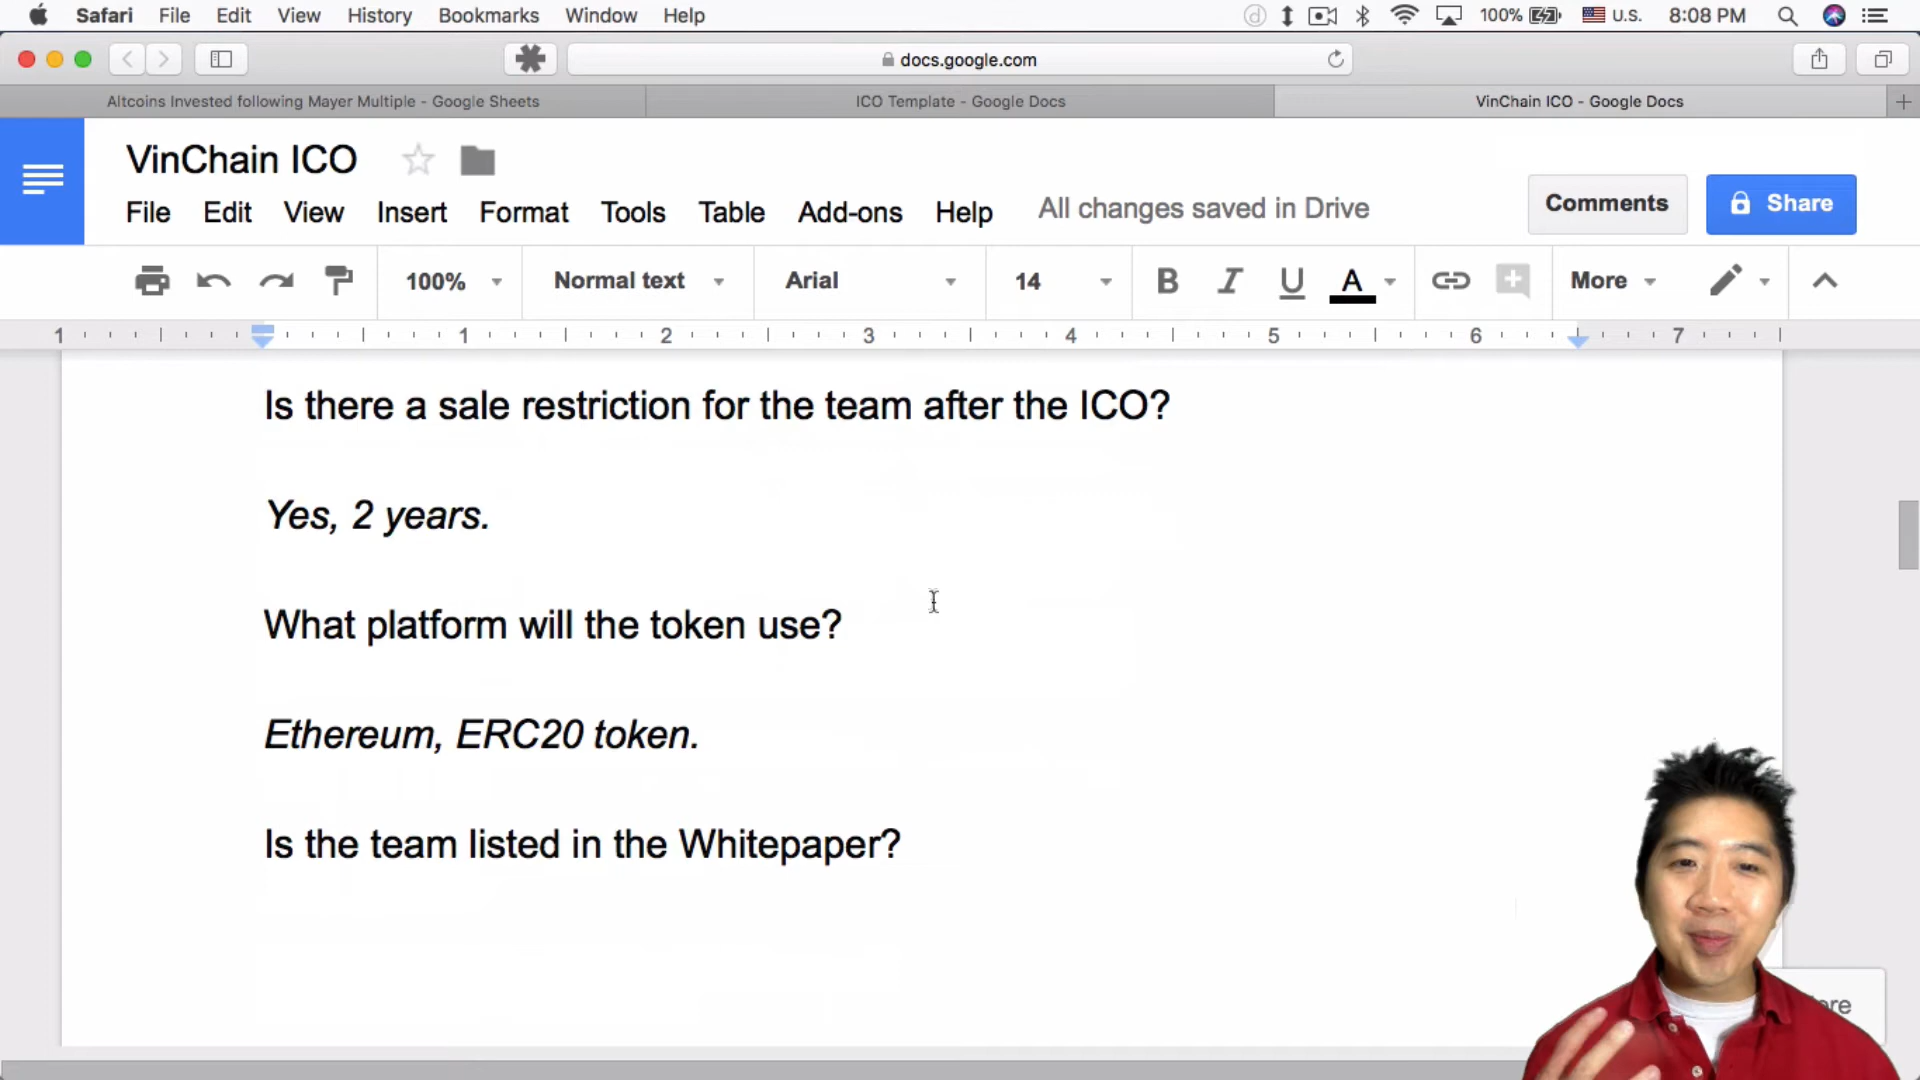 Safari File Edit View History Bookmarks Window Help 100% U.S. 8:08 PM
docs.google.com
Altcoins Invested following Mayer Multiple - Google Sheets ICO Template - Google Docs VinChain ICO - Google Docs
VinChain ICO
File Edit View Insert Format Tools Table Add-ons Help All changes saved in Drive Comments Share
100% Normal text Arial 14 B I U A More
1 1 2 3 4 5 6 7
Is there a sale restriction for the team after the ICO?
Yes, 2 years.
What platform will the token use?
Ethereum, ERC20 token.
Is the team listed in the Whitepaper?